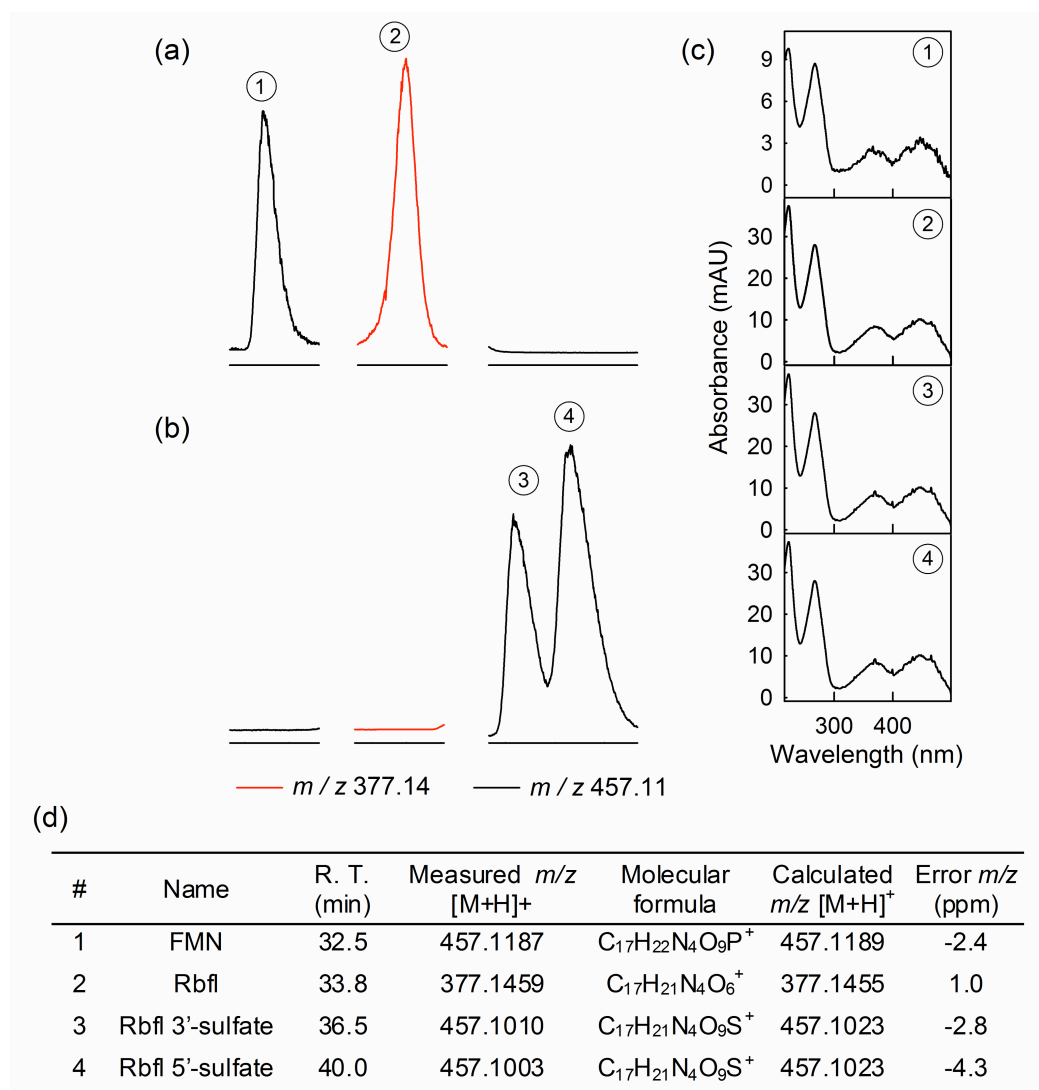 (a)
1
2
(b)
3
4
m / z 377.14
m / z 457.11
(c)
Absorbance (mAU)
1
9
6
3
0
2
30
20
10
0
3
30
20
10
0
4
30
20
10
0
300 400
Wavelength (nm)
(d)
# Name R. T. (min) Measured m/z [M+H]+ Molecular formula Calculated m/z [M+H]⁺ Error m/z (ppm)
1 FMN 32.5 457.1187 C₁₇H₂₂N₄O₉P⁺ 457.1189 -2.4
2 Rbfl 33.8 377.1459 C₁₇H₂₁N₄O₆⁺ 377.1455 1.0
3 Rbfl 3'-sulfate 36.5 457.1010 C₁₇H₂₁N₄O₉S⁺ 457.1023 -2.8
4 Rbfl 5'-sulfate 40.0 457.1003 C₁₇H₂₁N₄O₉S⁺ 457.1023 -4.3